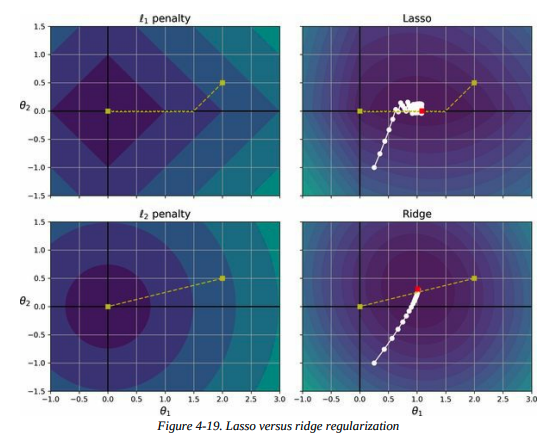 ℓ₁ penalty
Lasso
1.5
1.0
0.5
θ₂ 0.0
−0.5
−1.0
−1.5
ℓ₂ penalty
Ridge
1.5
1.0
0.5
θ₂ 0.0
−0.5
−1.0
−1.5
−1.0 −0.5 0.0 0.5 1.0 1.5 2.0 2.5 3.0
−1.0 −0.5 0.0 0.5 1.0 1.5 2.0 2.5 3.0
θ₁
θ₁
Figure 4-19. Lasso versus ridge regularization